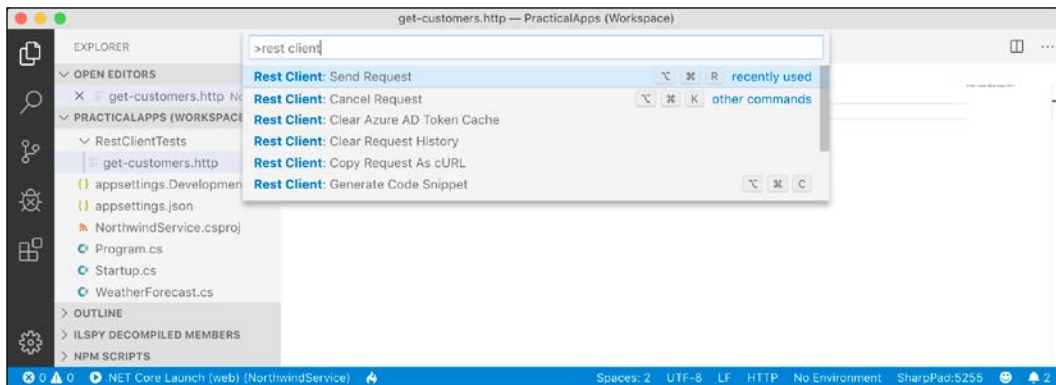 get-customers.http — PracticalApps (Workspace)
EXPLORER
>rest client
OPEN EDITORS
Rest Client: Send Request ⌥ ⌘ R recently used
get-customers.http
Rest Client: Cancel Request ⌥ ⌘ K other commands
PRACTICALAPPS (WORKSPACE
Rest Client: Clear Azure AD Token Cache
RestClientTests
Rest Client: Clear Request History
get-customers.http
Rest Client: Copy Request As cURL
{} appsettings.Developmen
Rest Client: Generate Code Snippet ⌥ ⌘ C
{} appsettings.json
NorthwindService.csproj
C# Program.cs
C# Startup.cs
C# WeatherForecast.cs
OUTLINE
ILSPY DECOMPILED MEMBERS
NPM SCRIPTS
0 0 .NET Core Launch (web) (NorthwindService) Spaces: 2 UTF-8 LF HTTP No Environment SharpPad:5255 2